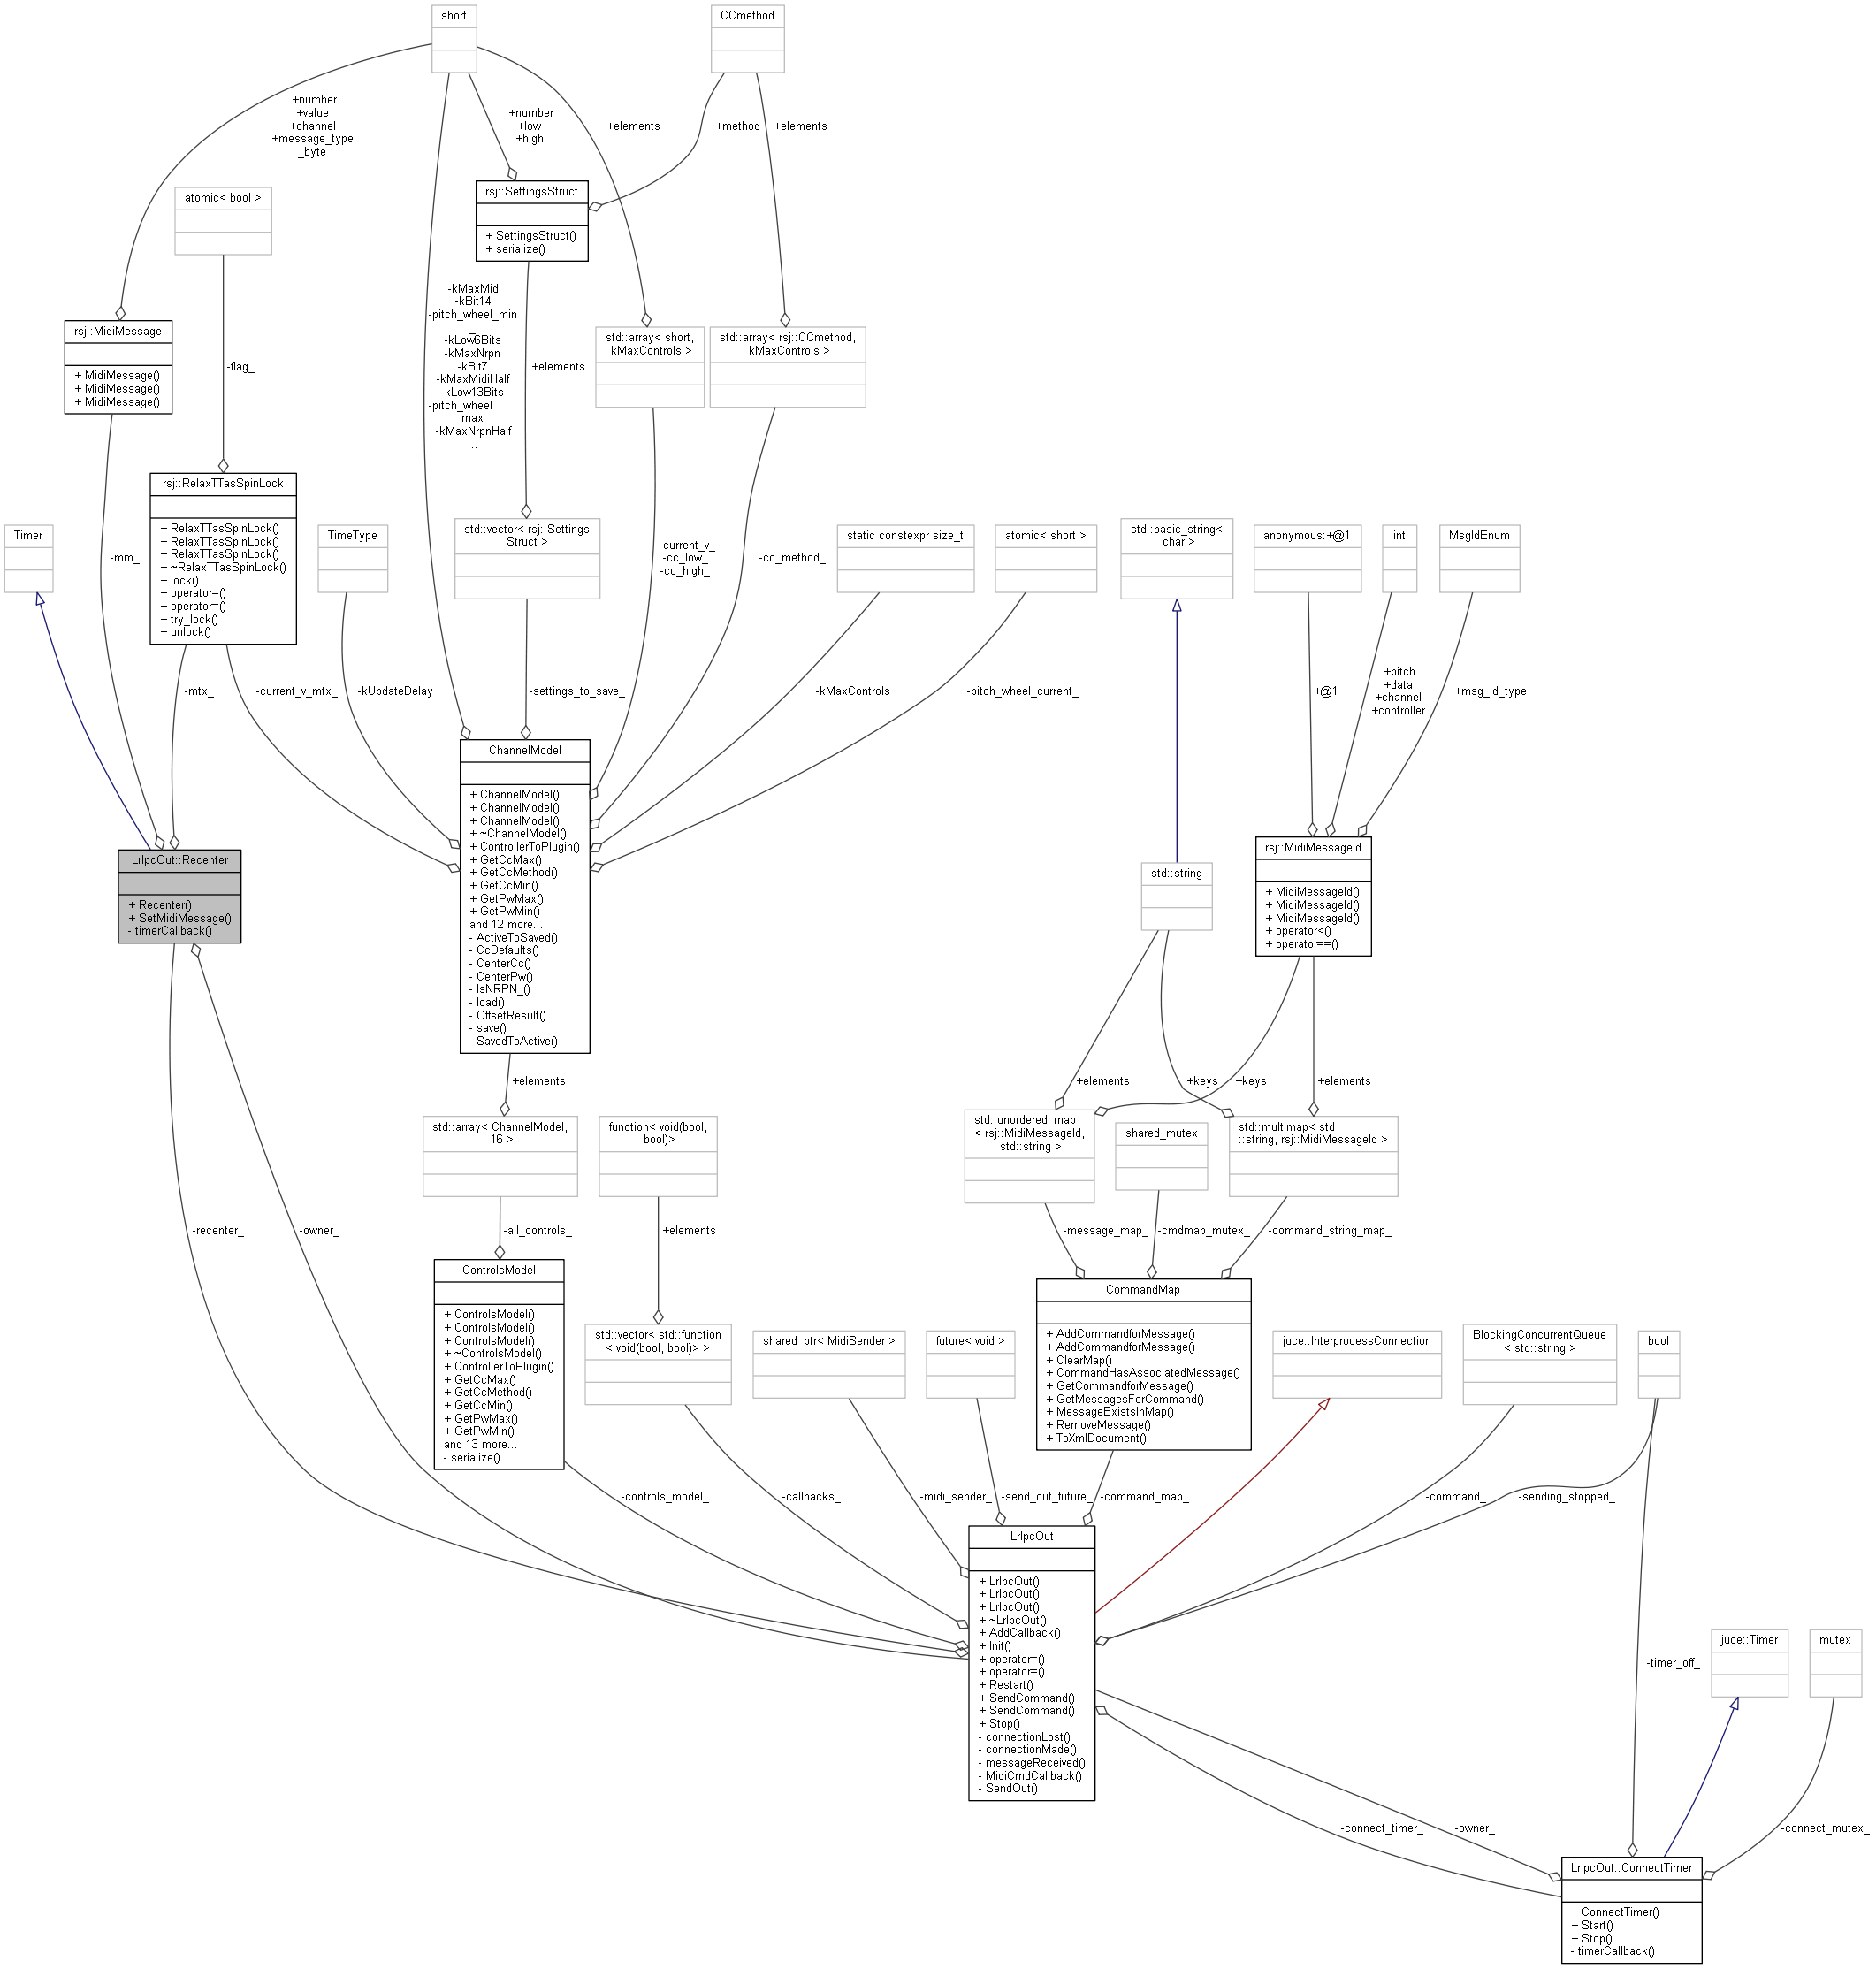 short
CCmethod
+number
+value
+channel
+message_type
_byte
+number
+low
+high
+elements
+method
+elements
atomic< bool >
rsj::SettingsStruct
+ SettingsStruct()
+ serialize()
rsj::MidiMessage
+ MidiMessage()
+ MidiMessage()
+ MidiMessage()
-flag_
-kMaxMidi
-kBit14
-pitch_wheel_min
_
-kLow6Bits
-kMaxNrpn
-kBit7
-kMaxMidiHalf
-kLow13Bits
-pitch_wheel
_max_
-kMaxNrpnHalf
...
+elements
std::array< short,
kMaxControls >
std::array< rsj::CCmethod,
kMaxControls >
-mm_
rsj::RelaxTTasSpinLock
+ RelaxTTasSpinLock()
+ RelaxTTasSpinLock()
+ RelaxTTasSpinLock()
+ ~RelaxTTasSpinLock()
+ lock()
+ operator=()
+ operator=()
+ try_lock()
+ unlock()
Timer
TimeType
std::vector< rsj::Settings
Struct >
-current_v_
-cc_low_
-cc_high_
-cc_method_
static constexpr size_t
atomic< short >
std::basic_string<
char >
anonymous:+@1
int
MsgIdEnum
-mtx_
-current_v_mtx_
-kUpdateDelay
-settings_to_save_
-kMaxControls
-pitch_wheel_current_
+@1
+pitch
+data
+channel
+controller
+msg_id_type
LrIpcOut::Recenter
+ Recenter()
+ SetMidiMessage()
- timerCallback()
ChannelModel
+ ChannelModel()
+ ChannelModel()
+ ChannelModel()
+ ~ChannelModel()
+ ControllerToPlugin()
+ GetCcMax()
+ GetCcMethod()
+ GetCcMin()
+ GetPwMax()
+ GetPwMin()
and 12 more...
- ActiveToSaved()
- CcDefaults()
- CenterCc()
- CenterPw()
- IsNRPN_()
- load()
- OffsetResult()
- save()
- SavedToActive()
std::string
rsj::MidiMessageId
+ MidiMessageId()
+ MidiMessageId()
+ MidiMessageId()
+ operator<()
+ operator==()
+elements
+elements
+keys
+keys
+elements
std::array< ChannelModel,
16 >
function< void(bool,
bool)>
std::unordered_map
< rsj::MidiMessageId,
std::string >
shared_mutex
std::multimap< std
::string, rsj::MidiMessageId >
-recenter_
-owner_
-all_controls_
+elements
-message_map_
-cmdmap_mutex_
-command_string_map_
ControlsModel
+ ControlsModel()
+ ControlsModel()
+ ControlsModel()
+ ~ControlsModel()
+ ControllerToPlugin()
+ GetCcMax()
+ GetCcMethod()
+ GetCcMin()
+ GetPwMax()
+ GetPwMin()
and 13 more...
- serialize()
std::vector< std::function
< void(bool, bool)> >
shared_ptr< MidiSender >
future< void >
CommandMap
+ AddCommandforMessage()
+ AddCommandforMessage()
+ ClearMap()
+ CommandHasAssociatedMessage()
+ GetCommandforMessage()
+ GetMessagesForCommand()
+ MessageExistsInMap()
+ RemoveMessage()
+ ToXmlDocument()
juce::InterprocessConnection
BlockingConcurrentQueue
< std::string >
bool
-controls_model_
-callbacks_
-midi_sender_
-send_out_future_
-command_map_
-command_
-sending_stopped_
LrIpcOut
+ LrIpcOut()
+ LrIpcOut()
+ LrIpcOut()
+ ~LrIpcOut()
+ AddCallback()
+ Init()
+ operator=()
+ operator=()
+ Restart()
+ SendCommand()
+ SendCommand()
+ Stop()
- connectionLost()
- connectionMade()
- messageReceived()
- MidiCmdCallback()
- SendOut()
-timer_off_
juce::Timer
mutex
-connect_timer_
-owner_
-connect_mutex_
LrIpcOut::ConnectTimer
+ ConnectTimer()
+ Start()
+ Stop()
- timerCallback()